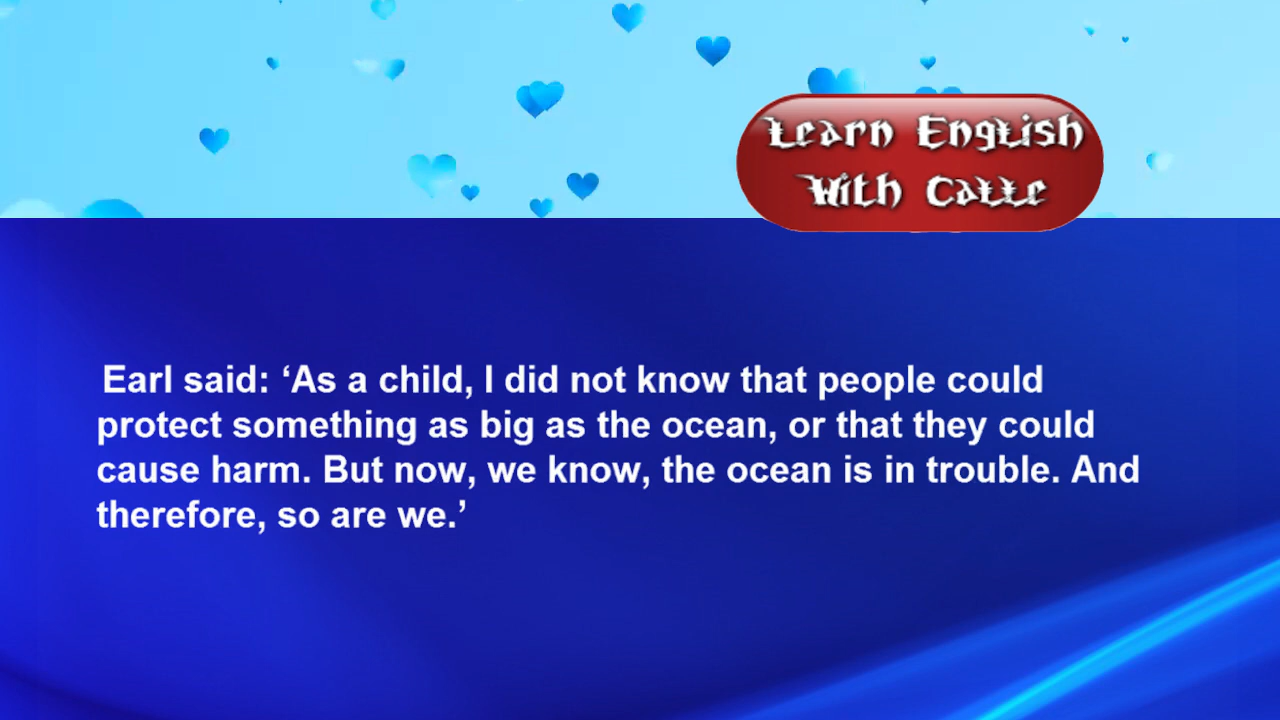 Learn English
With Calle
Earl said: ‘As a child, I did not know that people could
protect something as big as the ocean, or that they could
cause harm. But now, we know, the ocean is in trouble. And
therefore, so are we.’